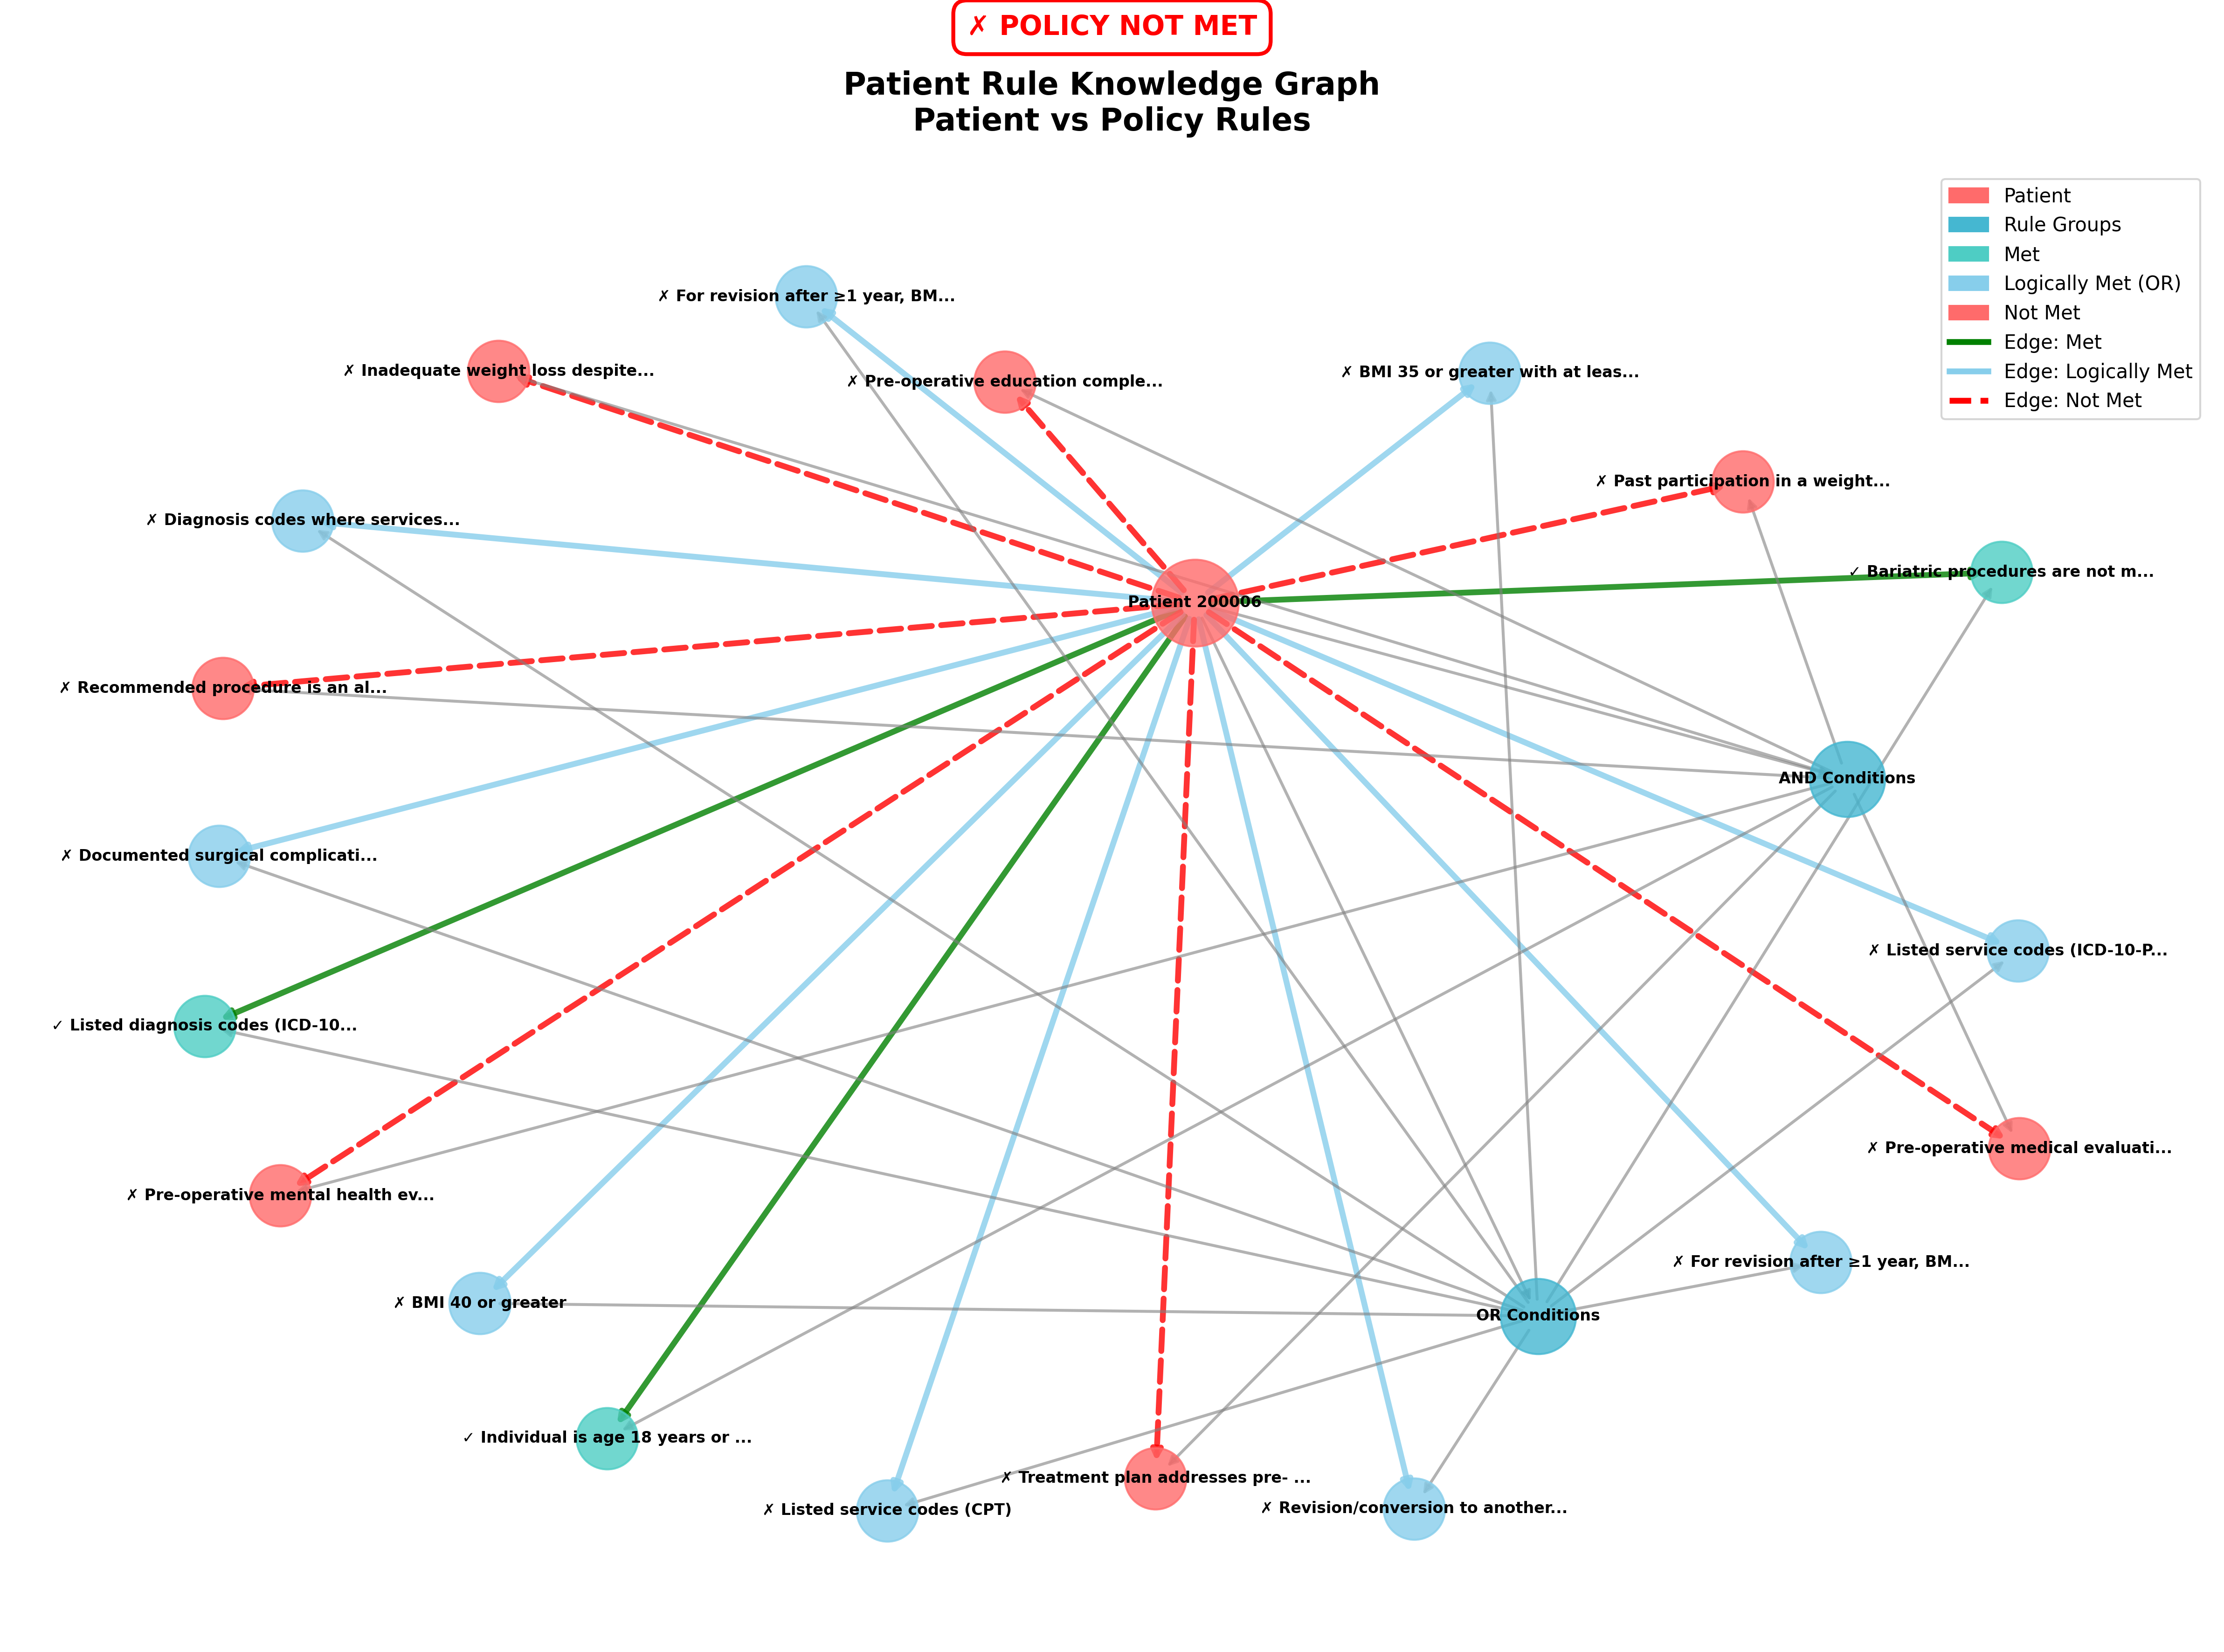 ✗ POLICY NOT MET
Patient Rule Knowledge Graph
Patient vs Policy Rules
Patient
Rule Groups
Met
Logically Met (OR)
Not Met
Edge: Met
Edge: Logically Met
Edge: Not Met
✗ For revision after ≥1 year, BM...
✗ Inadequate weight loss despite...
✗ Pre-operative education comple...
✗ BMI 35 or greater with at leas...
✗ Past participation in a weight...
✗ Diagnosis codes where services...
✓ Bariatric procedures are not m...
Patient 200006
✗ Recommended procedure is an al...
AND Conditions
✗ Documented surgical complicati...
✗ Listed service codes (ICD-10-P...
✓ Listed diagnosis codes (ICD-10...
✗ Pre-operative medical evaluati...
✗ Pre-operative mental health ev...
✗ For revision after ≥1 year, BM...
✗ BMI 40 or greater
OR Conditions
✓ Individual is age 18 years or ...
✗ Treatment plan addresses pre- ...
✗ Listed service codes (CPT)
✗ Revision/conversion to another...